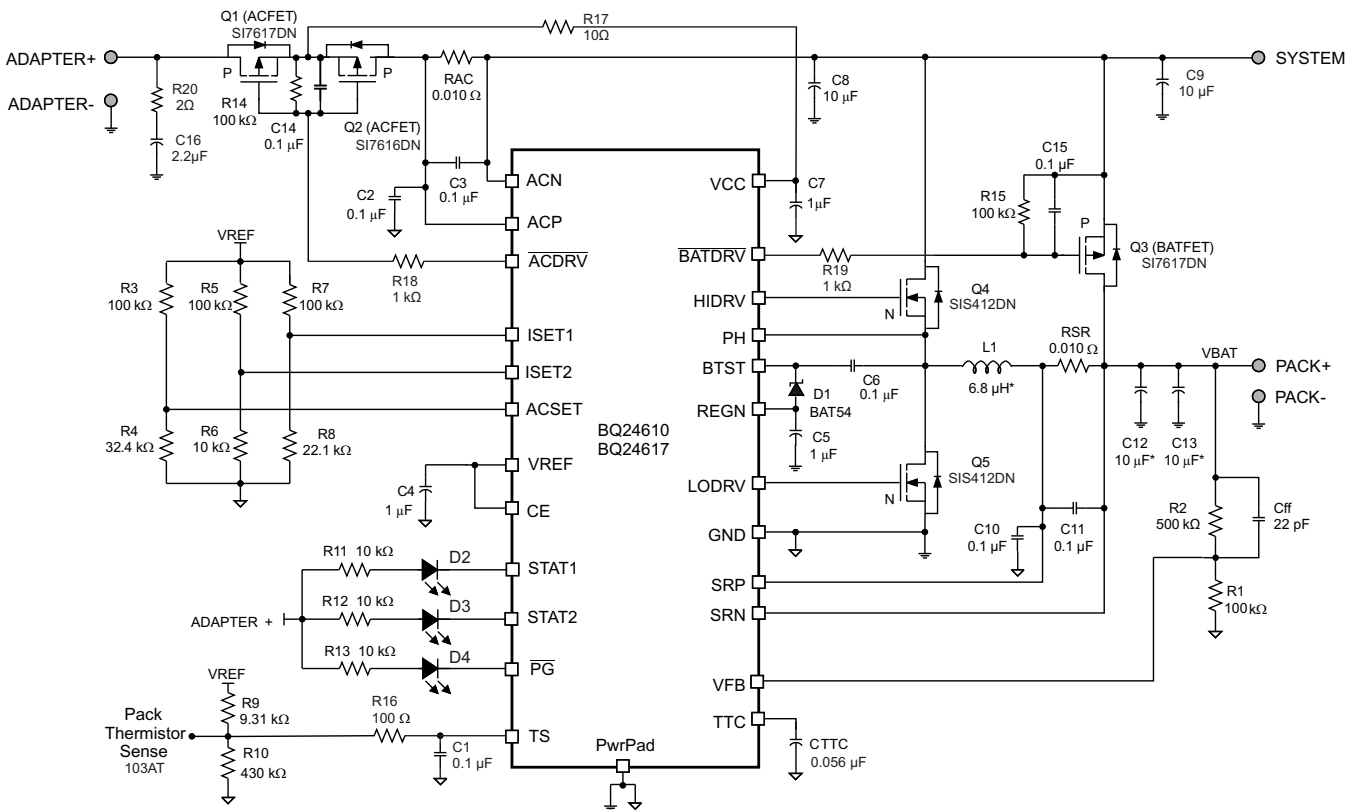 Q1 (ACFET)
SI7617DN
R17
10Ω
ADAPTER+
P
P
RAC
0.010 Ω
C8
10 µF
C9
10 µF
SYSTEM
ADAPTER-
R20
2Ω
R14
100 kΩ
C14
0.1 µF
Q2 (ACFET)
SI7616DN
C16
2.2µF
C2
0.1 µF
C3
0.1 µF
ACN
ACP
ACDRV
VCC
C7
1µF
C15
0.1 µF
R15
100 kΩ
P
Q3 (BATFET)
SI7617DN
BATDRV
R19
1 kΩ
R18
1 kΩ
VREF
R3
100 kΩ
R5
100 kΩ
R7
100 kΩ
HIDRV
N
Q4
SIS412DN
PH
ISET1
ISET2
ACSET
BTST
REGN
C6
0.1 µF
D1
BAT54
C5
1 µF
L1
6.8 µH*
RSR
0.010 Ω
VBAT
PACK+
PACK-
C12
10 µF*
C13
10 µF*
R4
32.4 kΩ
R6
10 kΩ
R8
22.1 kΩ
BQ24610
BQ24617
VREF
CE
C4
1 µF
LODRV
N
Q5
SIS412DN
GND
C10
0.1 µF
C11
0.1 µF
R2
500 kΩ
Cff
22 pF
R11 10 kΩ
D2
STAT1
SRP
SRN
R1
100 kΩ
R12 10 kΩ
D3
STAT2
ADAPTER +
R13 10 kΩ
D4
PG
VFB
VREF
R9
9.31 kΩ
Pack
Thermistor
Sense
103AT
R16
100 Ω
TS
TTC
R10
430 kΩ
C1
0.1 µF
PwrPad
CTTC
0.056 µF